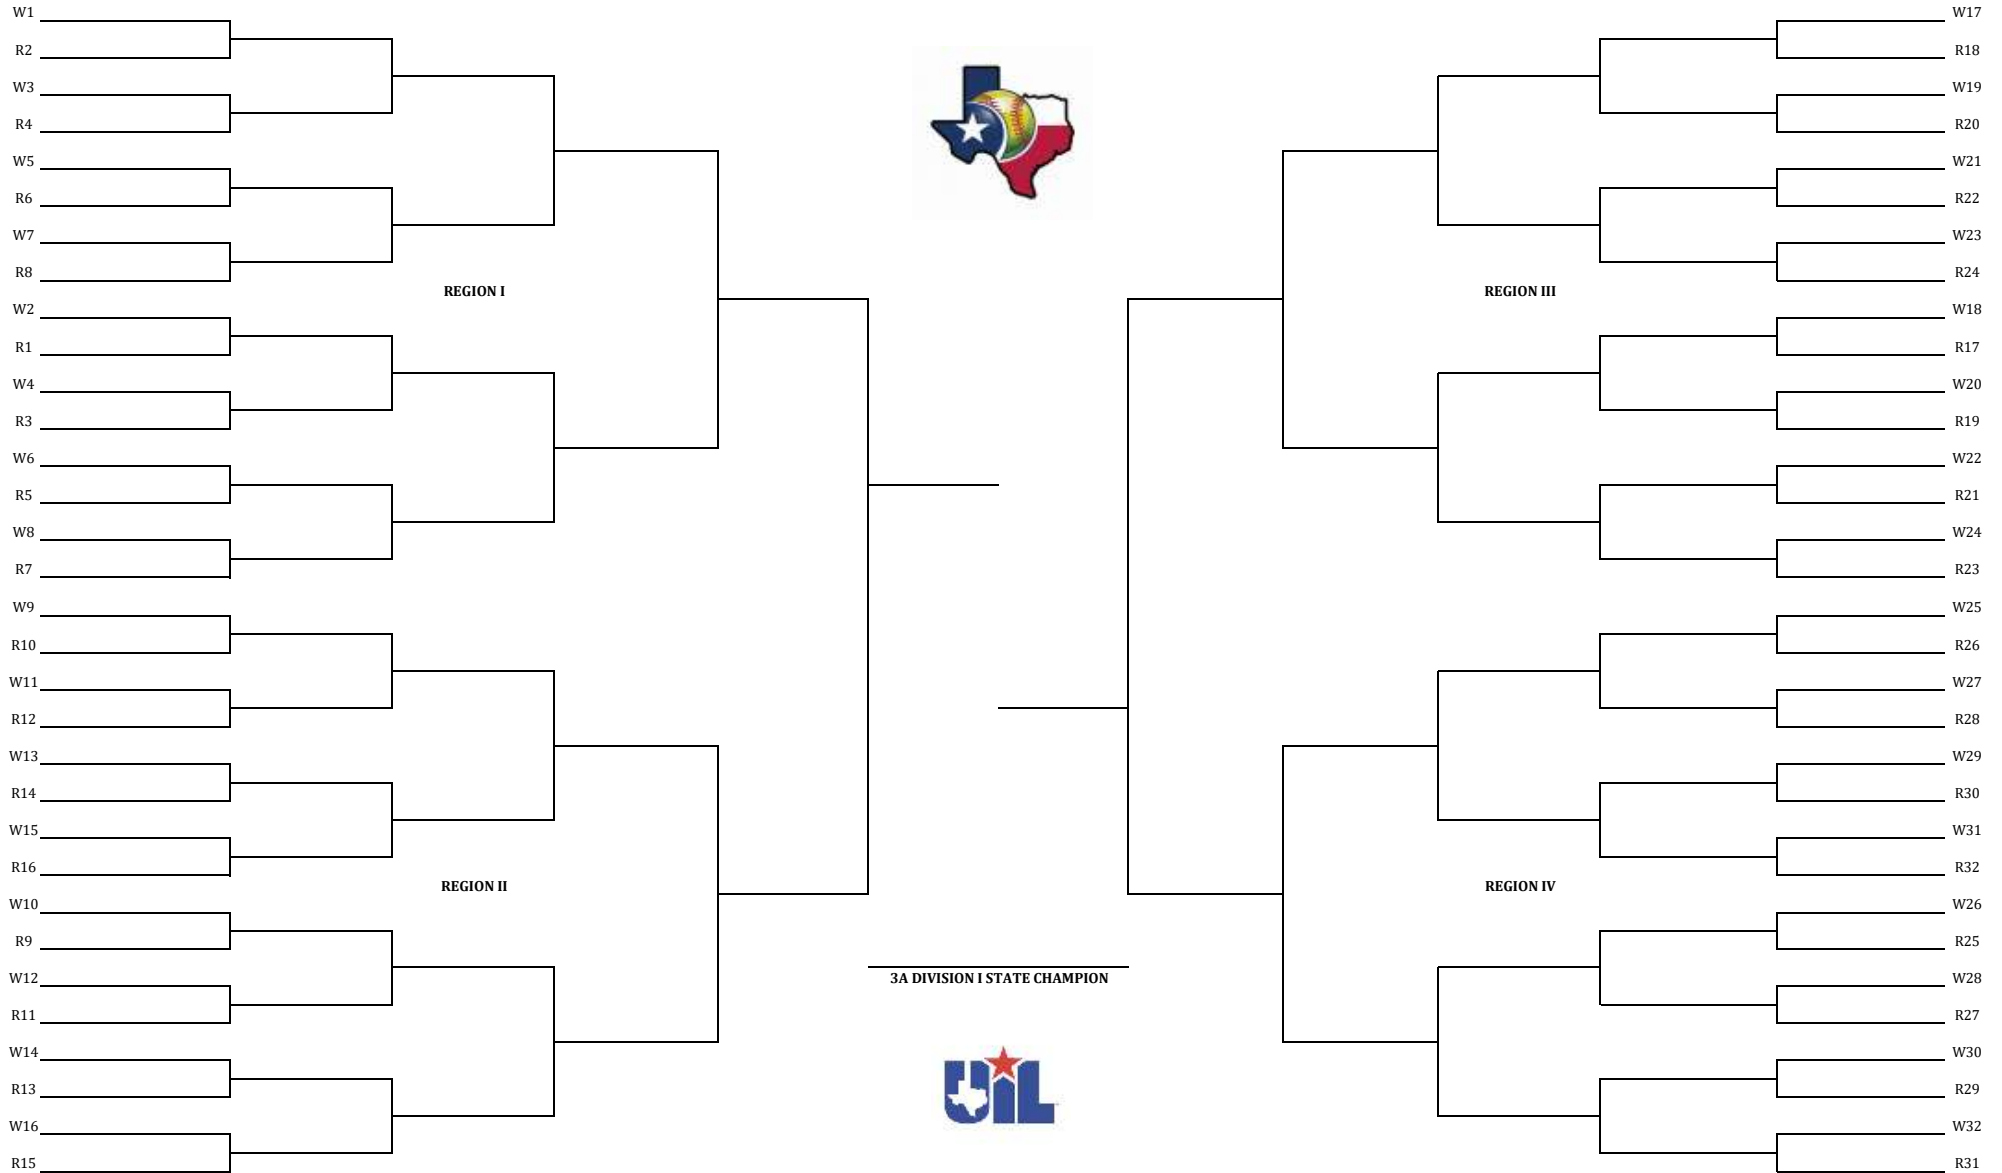 W1
R2
W3
R4
W5
R6
W7
R8
REGION I
W2
R1
W4
R3
W6
R5
W8
R7
W9
R10
W11
R12
W13
R14
W15
R16
REGION II
W10
R9
W12
R11
W14
R13
W16
R15
3A DIVISION I STATE CHAMPION
UIL
W17
R18
W19
R20
W21
R22
W23
R24
REGION III
W18
R17
W20
R19
W22
R21
W24
R23
W25
R26
W27
R28
W29
R30
W31
R32
REGION IV
W26
R25
W28
R27
W30
R29
W32
R31